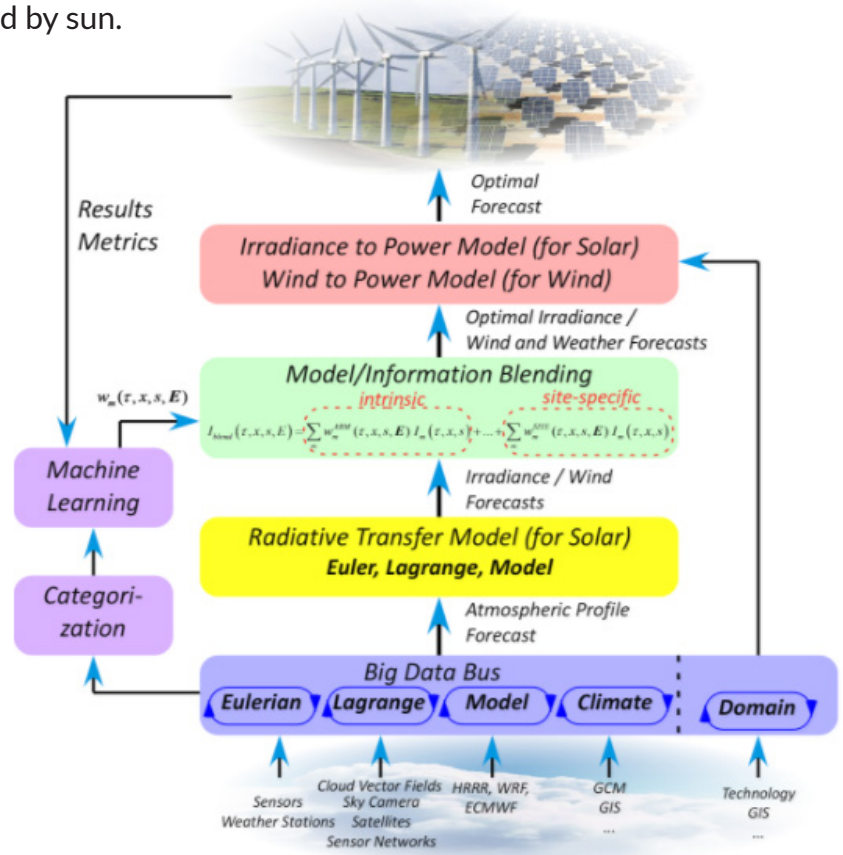 d by sun.
Optimal
Forecast
Results
Metrics
Irradiance to Power Model (for Solar)
Wind to Power Model (for Wind)
Optimal Irradiance /
Wind and Weather Forecasts
w_m(τ, x, s, E)
Model/Information Blending
intrinsic
site-specific
Machine
Learning
Irradiance / Wind
Forecasts
Radiative Transfer Model (for Solar)
Euler, Lagrange, Model
Categori-
zation
Atmospheric Profile
Forecast
Big Data Bus
Eulerian
Lagrange
Model
Climate
Domain
Sensors
Weather Stations
Cloud Vector Fields
Sky Camera
Satellites
Sensor Networks
HRRR, WRF,
ECMWF
GCM
GIS
...
Technology
GIS
...